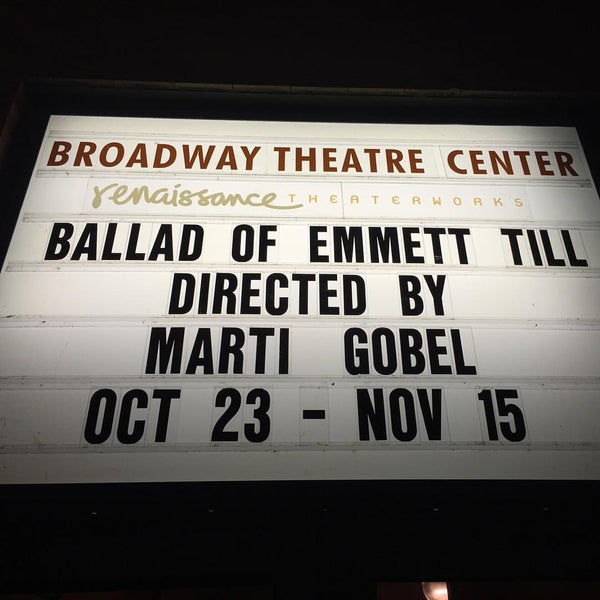 BROADWAY THEATRE CENTER
renaissance THEATERWORKS
BALLAD OF EMMETT TILL
DIRECTED BY
MARTI GOBEL
OCT 23 - NOV 15